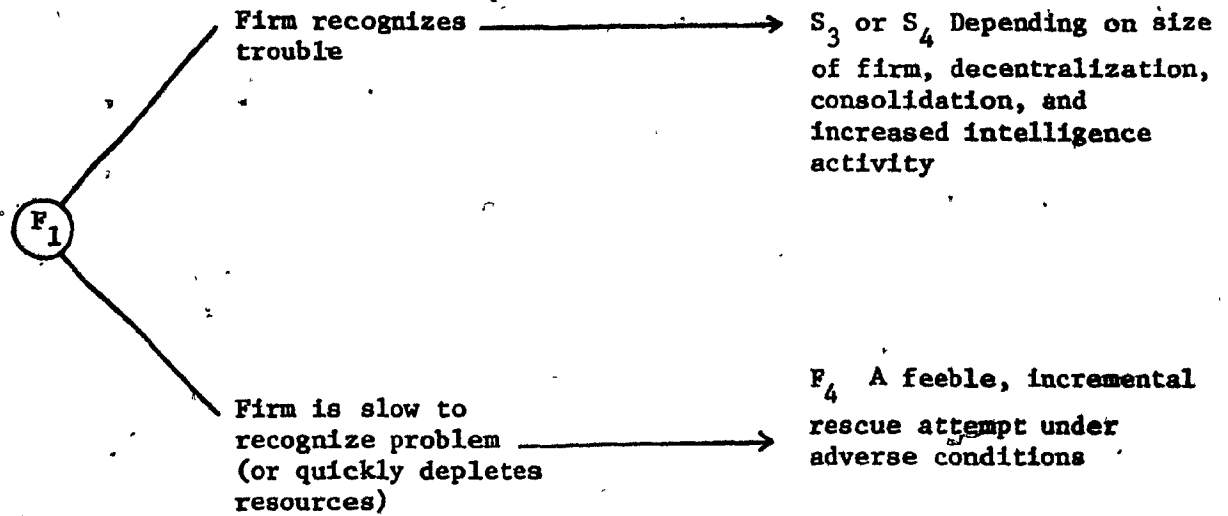 Firm recognizes
trouble
S3 or S4 Depending on size
of firm, decentralization,
consolidation, and
increased intelligence
activity
F1
Firm is slow to
recognize problem
(or quickly depletes
resources)
F4 A feeble, incremental
rescue attempt under
adverse conditions